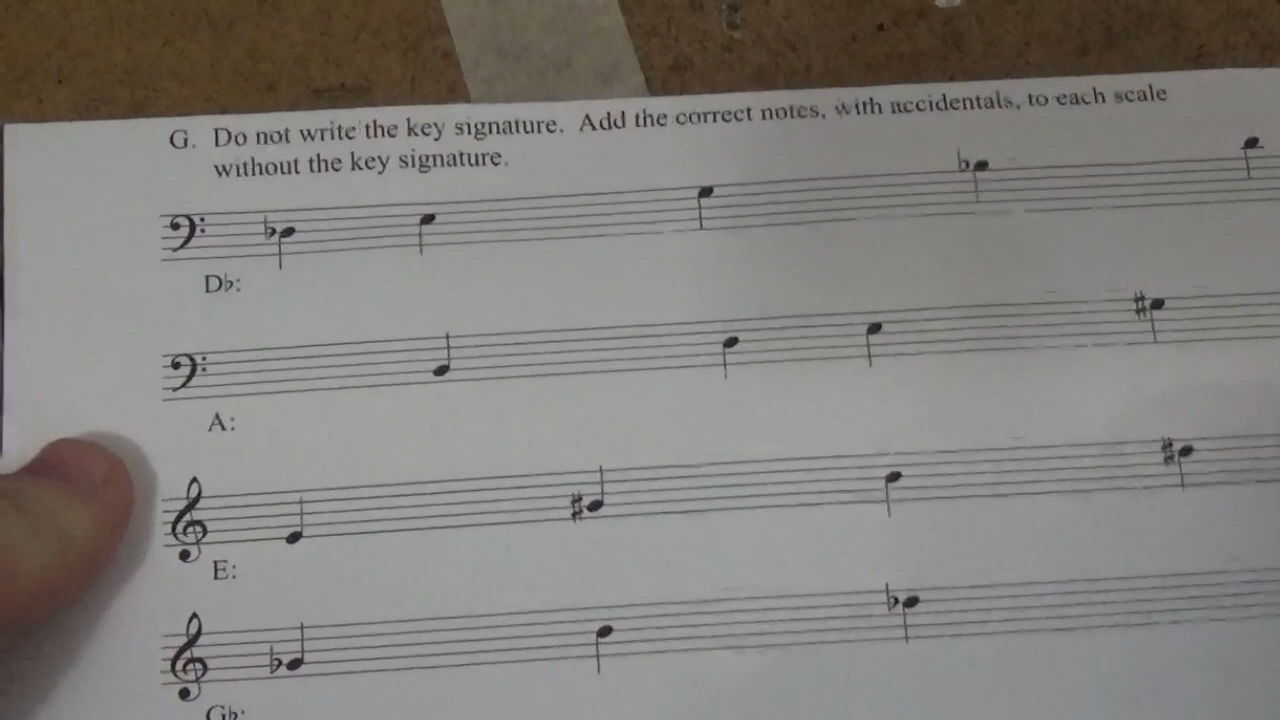 G. Do not write the key signature. Add the correct notes, with accidentals, to each scale
without the key signature.
D♭:
A:
E:
G♭: